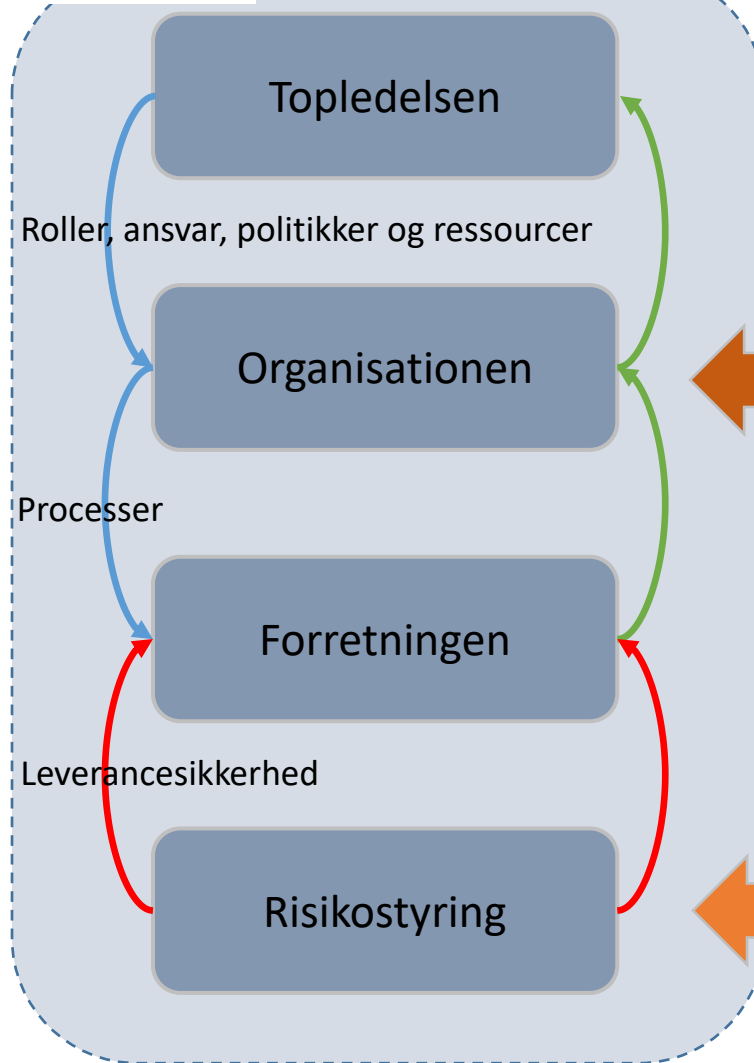 Topledelsen
Roller, ansvar, politikker og ressourcer
Organisationen
Processer
Forretningen
Leverancesikkerhed
Risikostyring